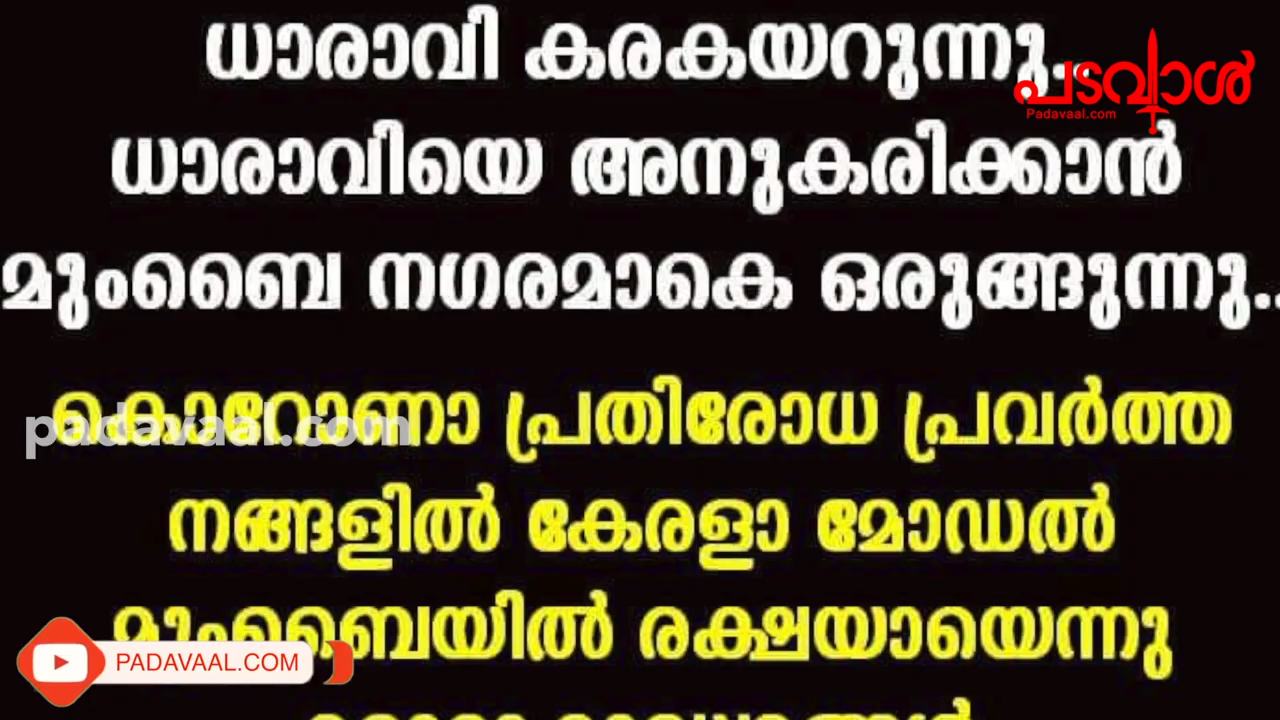 ധാരാവി കരകയറുന്നു..
പടവാൾ
Padavaal.com
ധാരാവിയെ അനുകരിക്കാൻ
മുംബൈ നഗരമാകെ ഒരുങ്ങുന്നു..
കൊറോണാ പ്രതിരോധ പ്രവർത്ത
padavaal.com
നങ്ങളിൽ കേരളാ മോഡൽ
മുംബൈയിൽ രക്ഷയായെന്നു
PADAVAAL.COM